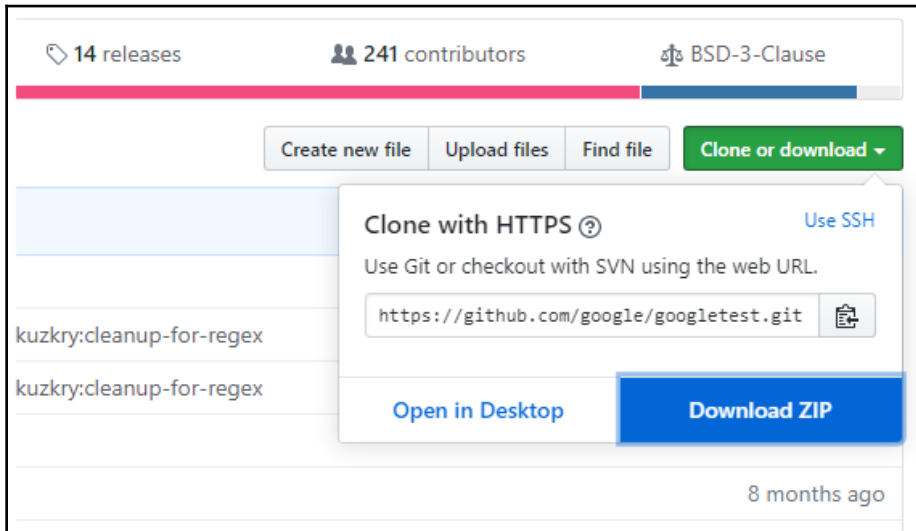 14 releases 241 contributors BSD-3-Clause
Create new file Upload files Find file Clone or download
Clone with HTTPS Use SSH
Use Git or checkout with SVN using the web URL.
https://github.com/google/googletest.git
kuzkry:cleanup-for-regex
kuzkry:cleanup-for-regex
Open in Desktop Download ZIP
8 months ago